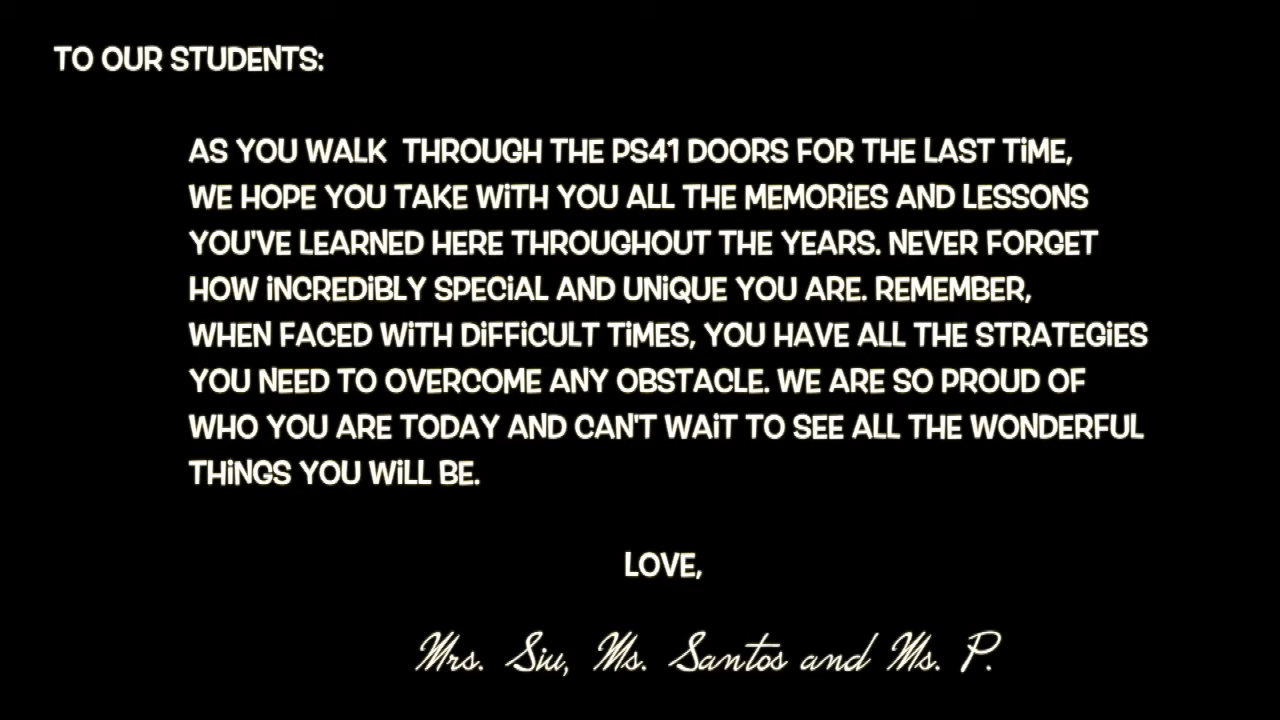 TO OUR STUDENTS:
AS YOU WALK THROUGH THE PS41 DOORS FOR THE LAST TiME,
WE HOPE YOU TAKE WiTH YOU ALL THE MEMORiES AND LESSONS
YOU'VE LEARNED HERE THROUGHOUT THE YEARS. NEVER FORGET
HOW iNCREDiBLY SPECiAL AND UNiQUE YOU ARE. REMEMBER,
WHEN FACED WiTH DiFFiCULT TiMES, YOU HAVE ALL THE STRATEGiES
YOU NEED TO OVERCOME ANY OBSTACLE. WE ARE SO PROUD OF
WHO YOU ARE TODAY AND CAN'T WAiT TO SEE ALL THE WONDERFUL
THiNGS YOU WiLL BE.
LOVE,
Mrs. Siu, Ms. Santos and Ms. P.